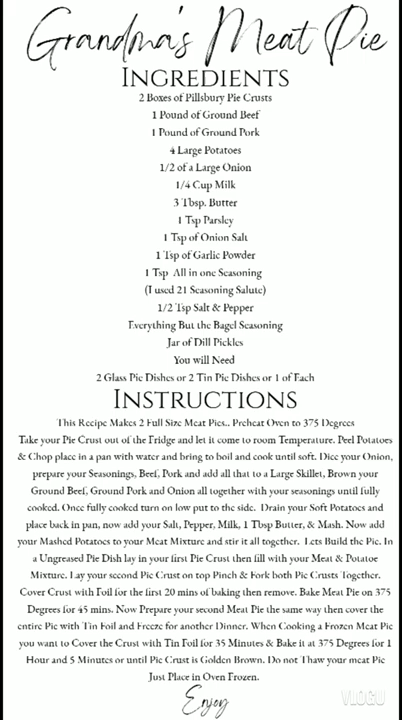 Grandma's Meat Pie
INGREDIENTS
2 Boxes of Pillsbury Pie Crusts
1 Pound of Ground Beef
1 Pound of Ground Pork
4 Large Potatoes
1/2 of a Large Onion
1/4 Cup Milk
3 Tbsp. Butter
1 Tsp Parsley
1 Tsp of Onion Salt
1 Tsp of Garlic Powder
1 Tsp All in one Seasoning
(I used 21 Seasoning Salute)
1/2 Tsp Salt & Pepper
Everything But the Bagel Seasoning
Jar of Dill Pickles
You will Need
2 Glass Pie Dishes or 2 Tin Pie Dishes or 1 of Each
INSTRUCTIONS
This Recipe Makes 2 Full Size Meat Pies.. Preheat Oven to 375 Degrees
Take your Pie Crust out of the Fridge and let it come to room Temperature. Peel Potatoes
& Chop place in a pan with water and bring to boil and cook until soft. Dice your Onion,
prepare your Seasonings, Beef, Pork and add all that to a Large Skillet, Brown your
Ground Beef, Ground Pork and Onion all together with your seasonings until fully
cooked. Once fully cooked turn on low put to the side. Drain your Soft Potatoes and
place back in pan, now add your Salt, Pepper, Milk, 1 Tbsp Butter, & Mash. Now add
your Mashed Potatoes to your Meat Mixture and stir it all together. Lets Build the Pie. In
a Ungreased Pie Dish lay in your first Pie Crust then fill with your Meat & Potatoe
Mixture. Lay your second Pie Crust on top Pinch & Fork both Pie Crusts Together.
Cover Crust with Foil for the first 20 mins of baking then remove. Bake Meat Pie on 375
Degrees for 45 mins. Now Prepare your second Meat Pie the same way then cover the
entire Pie with Tin Foil and Freeze for another Dinner. When Cooking a Frozen Meat Pie
you want to Cover the Crust with Tin Foil for 35 Minutes & Bake it at 375 Degrees for 1
Hour and 5 Minutes or until Pie Crust is Golden Brown. Do not Thaw your meat Pie
Just Place in Oven Frozen.
Enjoy
VLOGU